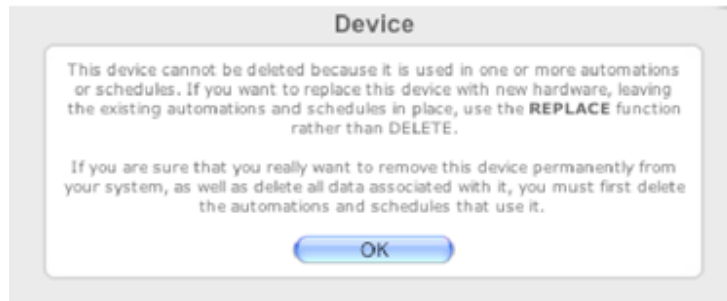 Device
This device cannot be deleted because it is used in one or more automations
or schedules. If you want to replace this device with new hardware, leaving
the existing automations and schedules in place, use the REPLACE function
rather than DELETE.
If you are sure that you really want to remove this device permanently from
your system, as well as delete all data associated with it, you must first delete
the automations and schedules that use it.
OK